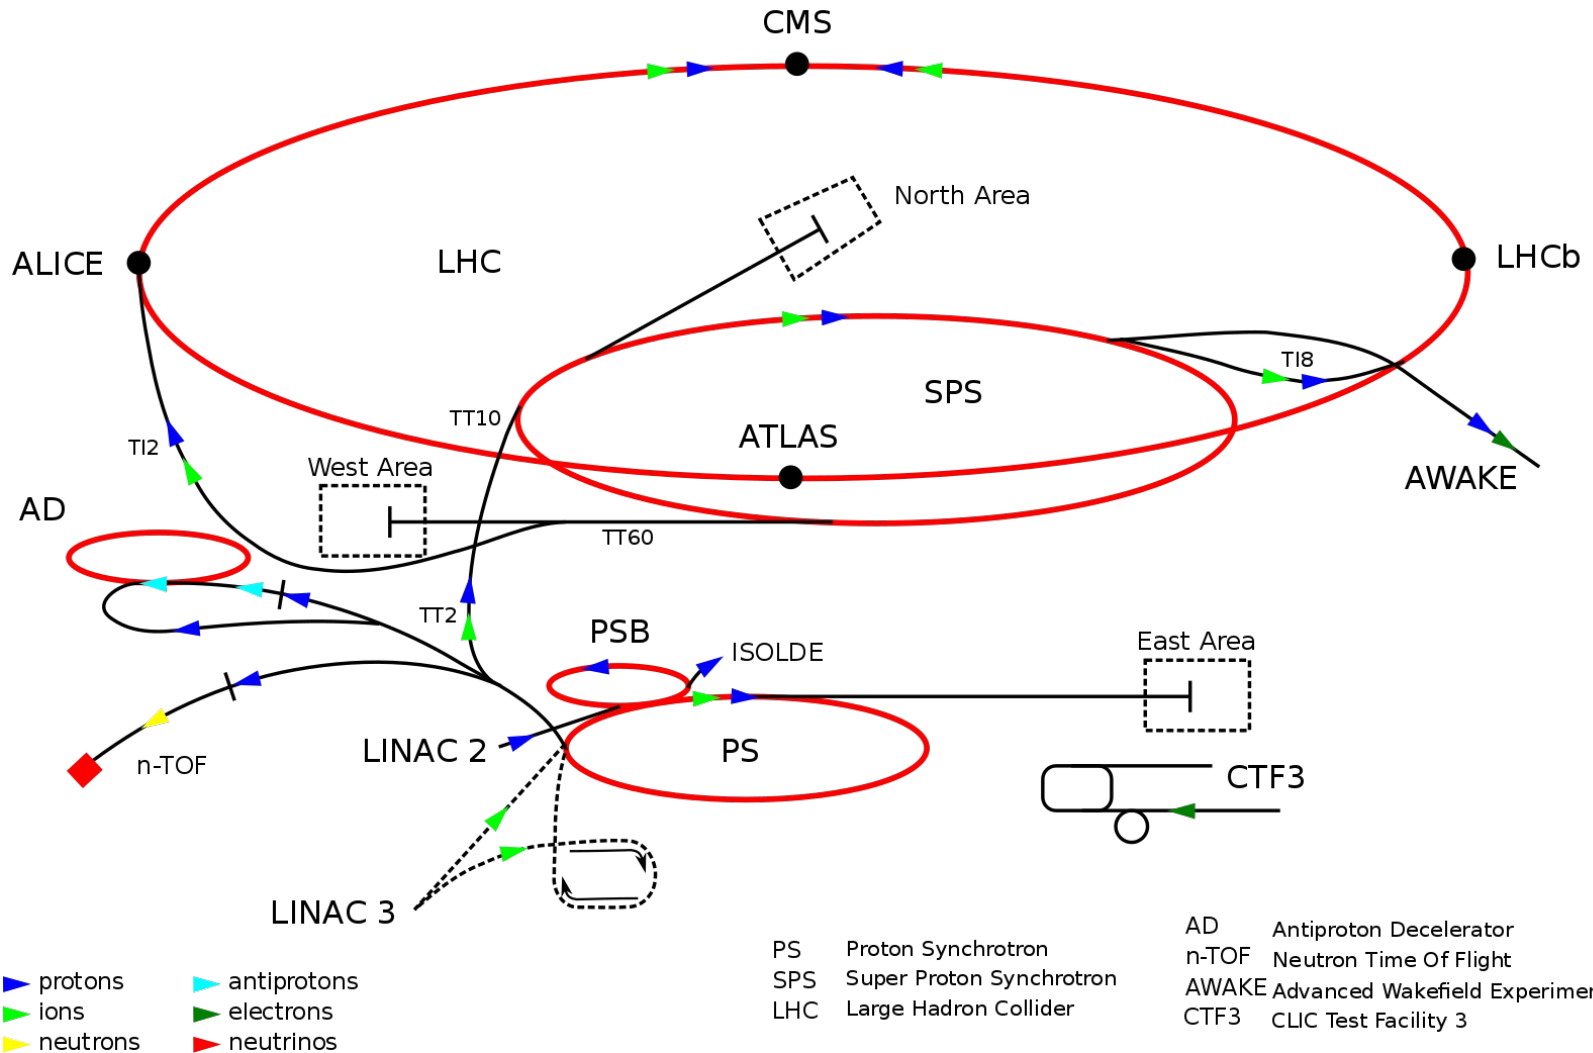 CMS
North Area
ALICE
LHC
LHCb
TI8
SPS
TT10
ATLAS
TI2
West Area
AWAKE
AD
TT60
TT2
PSB
ISOLDE
East Area
LINAC 2
PS
n-TOF
CTF3
LINAC 3
protons
ions
neutrons
antiprotons
electrons
neutrinos
PS Proton Synchrotron
SPS Super Proton Synchrotron
LHC Large Hadron Collider
AD Antiproton Decelerator
n-TOF Neutron Time Of Flight
AWAKE Advanced Wakefield Experimen
CTF3 CLIC Test Facility 3